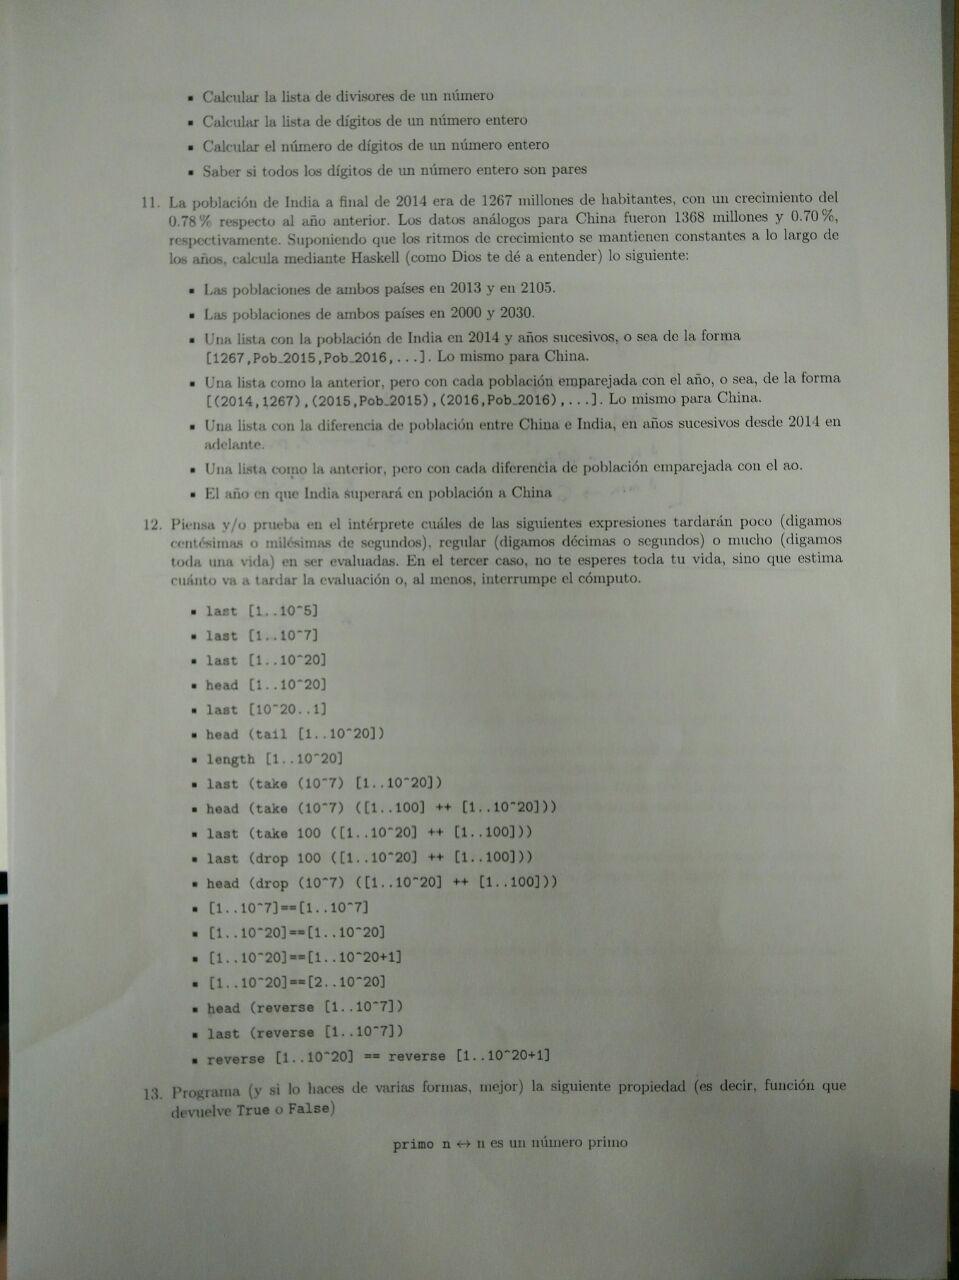 ▪ Calcular la lista de divisores de un número
▪ Calcular la lista de dígitos de un número entero
▪ Calcular el número de dígitos de un número entero
▪ Saber si todos los dígitos de un número entero son pares
11. La población de India a final de 2014 era de 1267 millones de habitantes, con un crecimiento del
0.78 % respecto al año anterior. Los datos análogos para China fueron 1368 millones y 0.70 %,
respectivamente. Suponiendo que los ritmos de crecimiento se mantienen constantes a lo largo de
los años, calcula mediante Haskell (como Dios te dé a entender) lo siguiente:
▪ Las poblaciones de ambos países en 2013 y en 2105.
▪ Las poblaciones de ambos países en 2000 y 2030.
▪ Una lista con la población de India en 2014 y años sucesivos, o sea de la forma
[1267,Pob_2015,Pob_2016,...]. Lo mismo para China.
▪ Una lista como la anterior, pero con cada población emparejada con el año, o sea, de la forma
[(2014,1267),(2015,Pob_2015),(2016,Pob_2016),...]. Lo mismo para China.
▪ Una lista con la diferencia de población entre China e India, en años sucesivos desde 2014 en
adelante.
▪ Una lista como la anterior, pero con cada diferencia de población emparejada con el ao.
▪ El año en que India superará en población a China
12. Piensa y/o prueba en el intérprete cuáles de las siguientes expresiones tardarán poco (digamos
centésimas o milésimas de segundos), regular (digamos décimas o segundos) o mucho (digamos
toda una vida) en ser evaluadas. En el tercer caso, no te esperes toda tu vida, sino que estima
cuánto va a tardar la evaluación o, al menos, interrumpe el cómputo.
▪ last [1..10^5]
▪ last [1..10^7]
▪ last [1..10^20]
▪ head [1..10^20]
▪ last [10^20..1]
▪ head (tail [1..10^20])
▪ length [1..10^20]
▪ last (take (10^7) [1..10^20])
▪ head (take (10^7) ([1..100] ++ [1..10^20]))
▪ last (take 100 ([1..10^20] ++ [1..100]))
▪ last (drop 100 ([1..10^20] ++ [1..100]))
▪ head (drop (10^7) ([1..10^20] ++ [1..100]))
▪ [1..10^7]==[1..10^7]
▪ [1..10^20]==[1..10^20]
▪ [1..10^20]==[1..10^20+1]
▪ [1..10^20]==[2..10^20]
▪ head (reverse [1..10^7])
▪ last (reverse [1..10^7])
▪ reverse [1..10^20] == reverse [1..10^20+1]
13. Programa (y si lo haces de varias formas, mejor) la siguiente propiedad (es decir, función que
devuelve True o False)
primo n ↔ n es un número primo